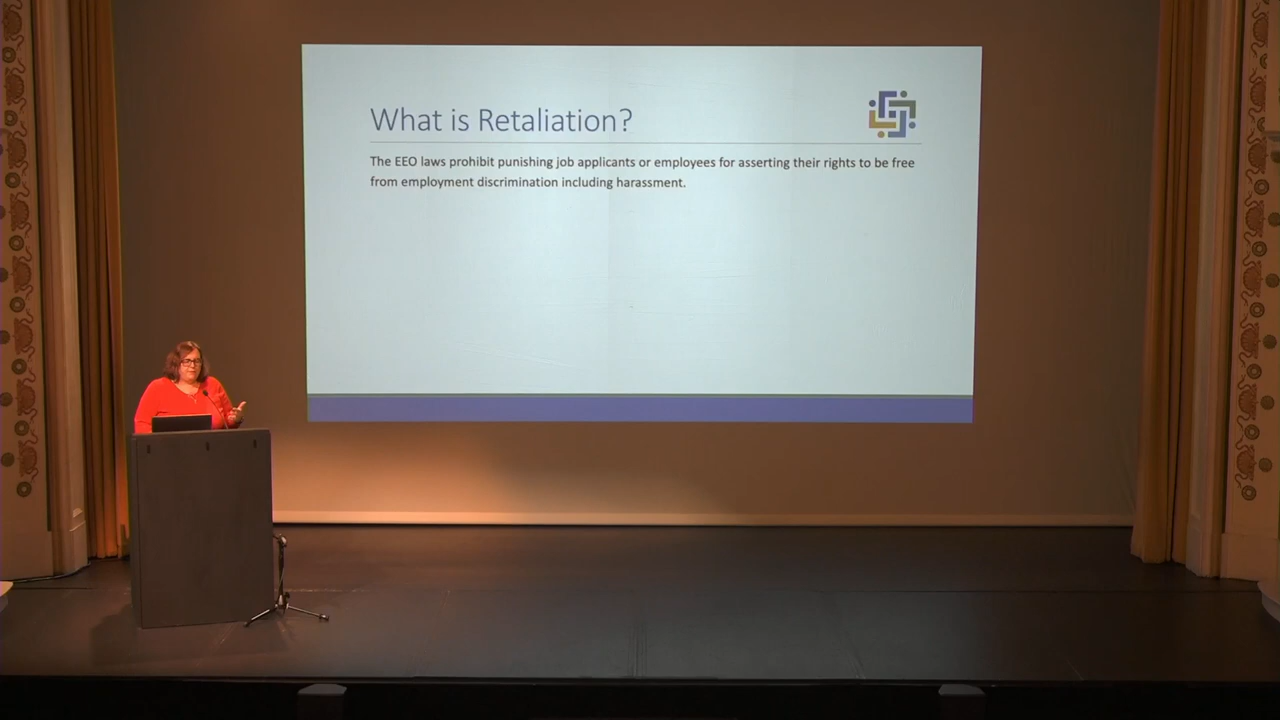 What is Retaliation?
The EEO laws prohibit punishing job applicants or employees for asserting their rights to be free
from employment discrimination including harassment.